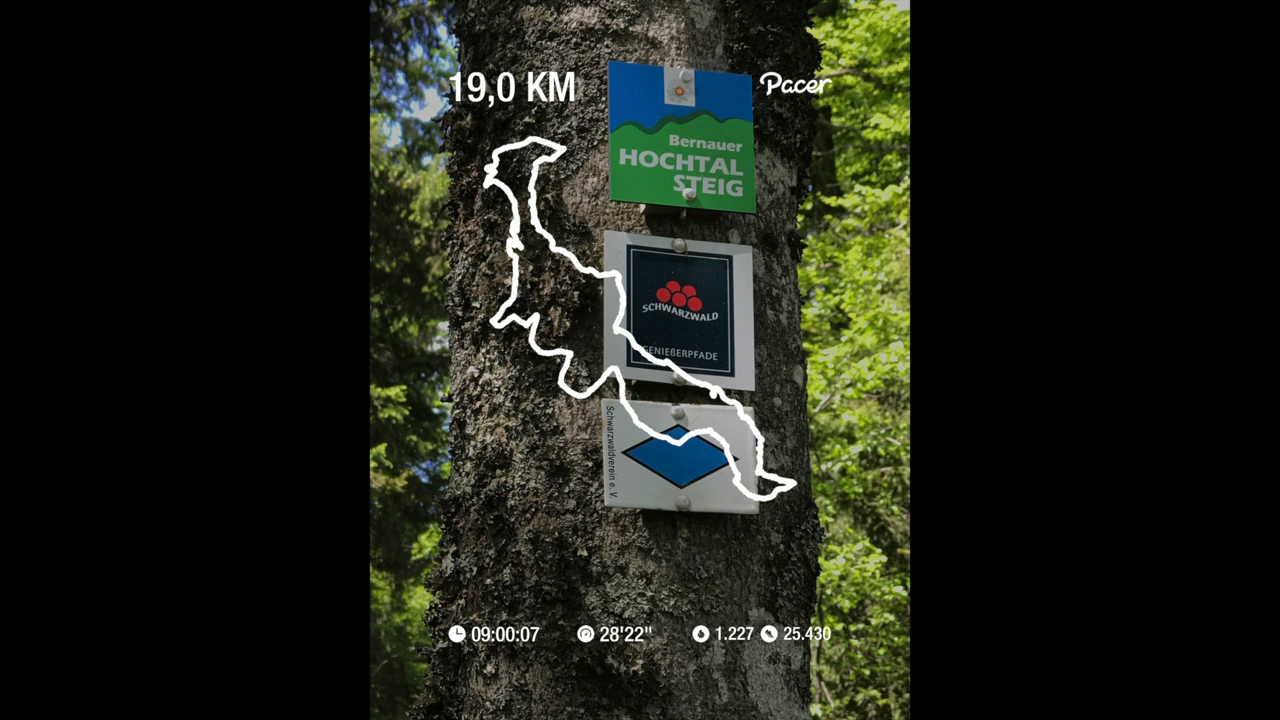 19,0 KM
Pacer
Bernauer
HOCHTAL
STEIG
SCHWARZWALD
GENIEßERPFADE
Schwarzwaldverein e. V.
09:00:07
28'22"
1.227
25.430